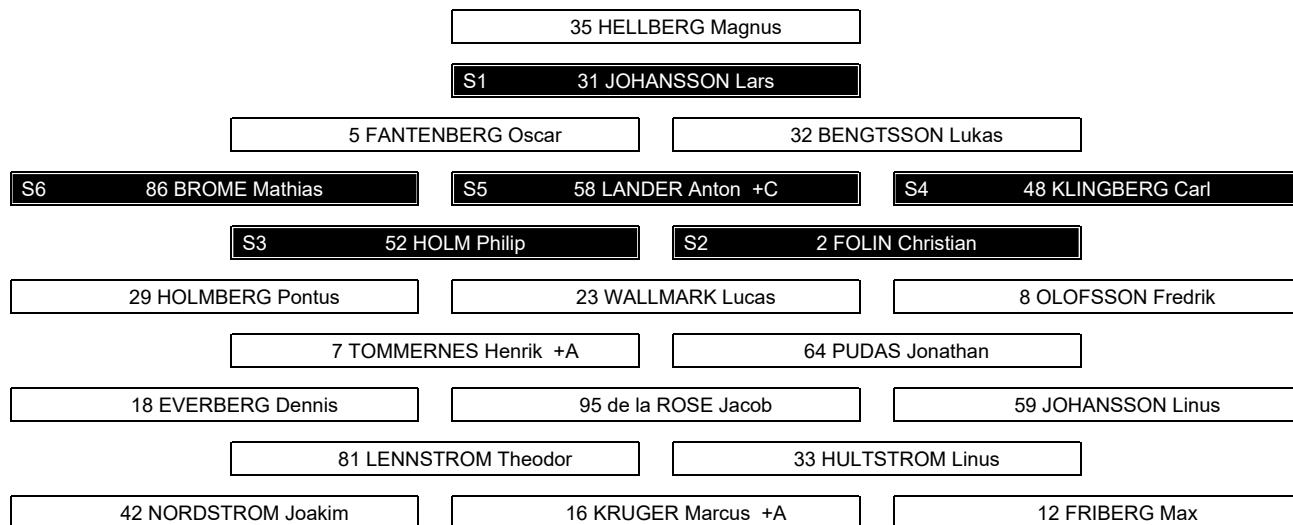 35 HELLBERG Magnus
S1 31 JOHANSSON Lars
5 FANTENBERG Oscar 32 BENGTSSON Lukas
S6 86 BROME Mathias S5 58 LANDER Anton +C S4 48 KLINGBERG Carl
S3 52 HOLM Philip S2 2 FOLIN Christian
29 HOLMBERG Pontus 23 WALLMARK Lucas 8 OLOFSSON Fredrik
7 TOMMERNES Henrik +A 64 PUDAS Jonathan
18 EVERBERG Dennis 95 de la ROSE Jacob 59 JOHANSSON Linus
81 LENNSTROM Theodor 33 HULTSTROM Linus
42 NORDSTROM Joakim 16 KRUGER Marcus +A 12 FRIBERG Max